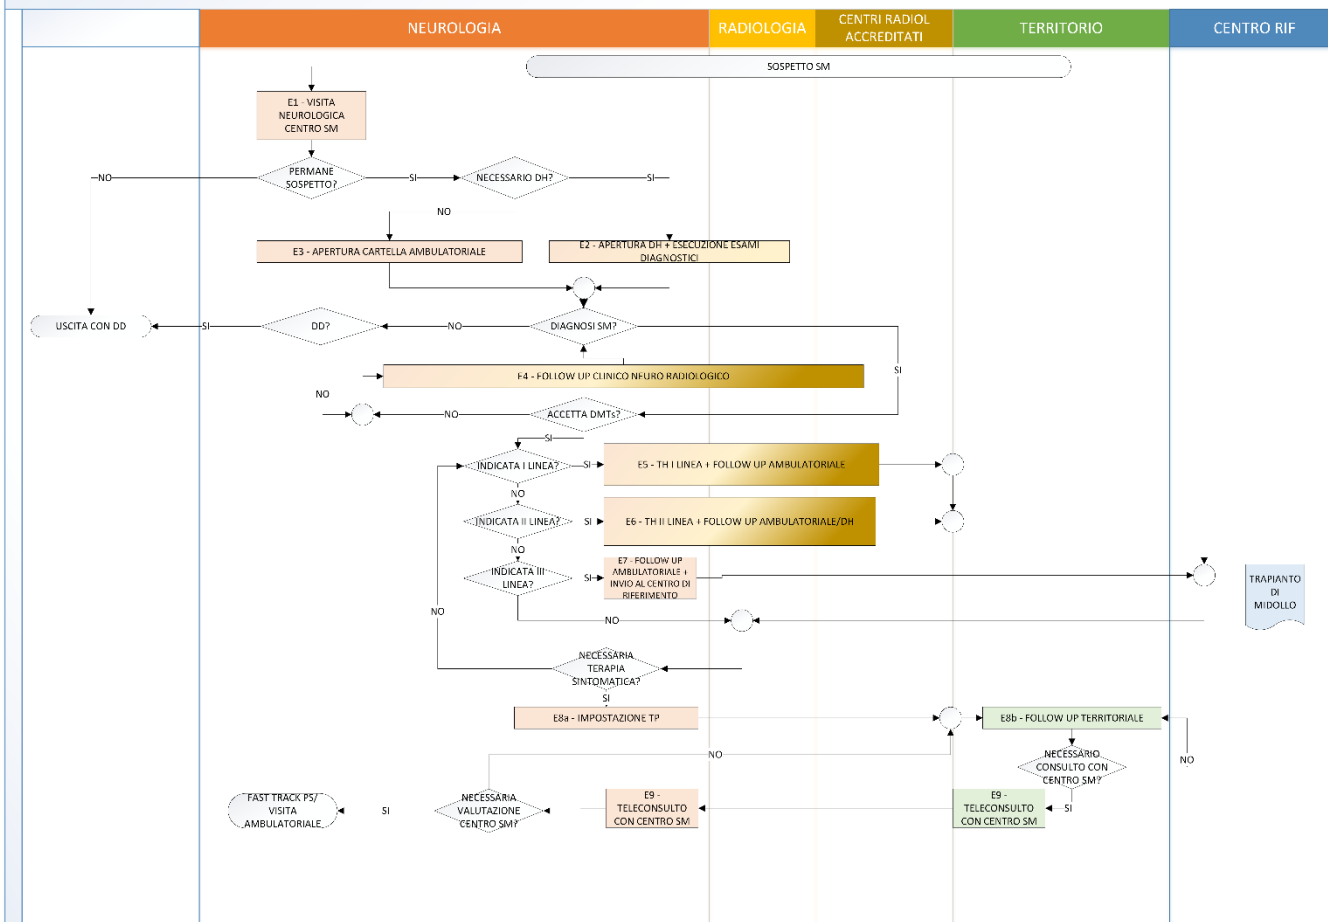 NEUROLOGIA
RADIOLOGIA
CENTRI RADIOL
ACCREDITATI
TERRITORIO
CENTRO RIF
SOSPETTO SM
E1 - VISITA
NEUROLOGICA
CENTRO SM
PERMANE
SOSPETTO?
NO
SI
NECESSARIO DH?
SI
NO
E3 - APERTURA CARTELLA AMBULATORIALE
E2 - APERTURA DH + ESECUZIONE ESAMI
DIAGNOSTICI
USCITA CON DD
SI
DD?
NO
DIAGNOSI SM?
SI
E4 - FOLLOW UP CLINICO NEURO RADIOLOGICO
NO
NO
ACCETTA DMTs?
SI
INDICATA I LINEA?
SI
E5 - TH I LINEA + FOLLOW UP AMBULATORIALE
NO
INDICATA II LINEA?
SI
E6 - TH II LINEA + FOLLOW UP AMBULATORIALE/DH
NO
INDICATA III
LINEA?
SI
E7 - FOLLOW UP
AMBULATORIALE +
INVIO AL CENTRO DI
RIFERIMENTO
TRAPIANTO
DI
MIDOLLO
NO
NO
NECESSARIA
TERAPIA
SINTOMATICA?
SI
E8a - IMPOSTAZIONE TP
E8b - FOLLOW UP TERRITORIALE
NO
NO
NECESSARIO
CONSULTO CON
CENTRO SM?
SI
FAST TRACK PS/
VISITA
AMBULATORIALE
SI
NECESSARIA
VALUTAZIONE
CENTRO SM?
E9 -
TELECONSULTO
CON CENTRO SM
E9 -
TELECONSULTO
CON CENTRO SM